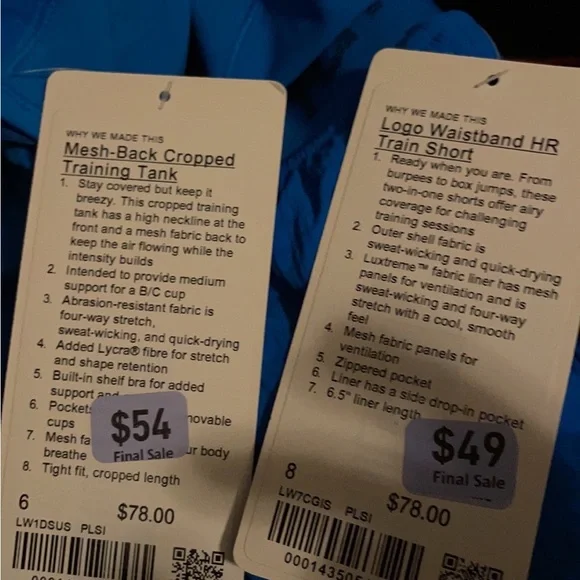 WHY WE MADE THIS
Mesh-Back Cropped
Training Tank
1. Stay covered but keep it
breezy. This cropped training
tank has a high neckline at the
front and a mesh fabric back to
keep the air flowing while the
intensity builds
2. Intended to provide medium
support for a B/C cup
3. Abrasion-resistant fabric is
four-way stretch,
sweat-wicking, and quick-drying
4. Added Lycra® fibre for stretch
and shape retention
5. Built-in shelf bra for added
support
6. Pockets
cups
7. Mesh
breathe
ur body
8. Tight fit, cropped length
$54
Final Sale
6
$78.00
LW1DSUS PLSI
WHY WE MADE THIS
Logo Waistband HR
Train Short
1. Ready when you are. From
burpees to box jumps, these
two-in-one shorts offer airy
coverage for challenging
training sessions
2. Outer shell fabric is
sweat-wicking and quick-drying
3. Luxtreme™ fabric liner has mesh
panels for ventilation and is
sweat-wicking and four-way
stretch with a cool, smooth
feel
4. Mesh fabric panels for
ventilation
5. Zippered pocket
6. Liner has a side drop-in pocket
7. 6.5" liner length
$49
Final Sale
8
$78.00
LW7CGIS PLSI